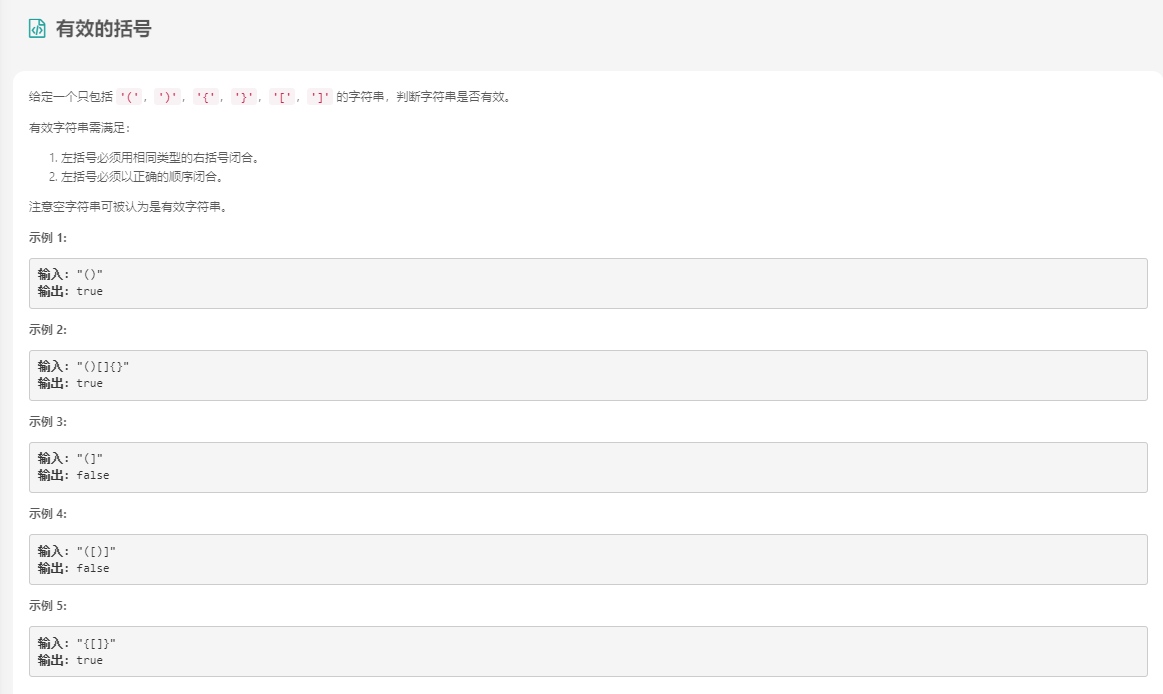 有效的括号
给定一个只包括 '(', ')', '{', '}', '[', ']' 的字符串，判断字符串是否有效。
有效字符串需满足：
1. 左括号必须用相同类型的右括号闭合。
2. 左括号必须以正确的顺序闭合。
注意空字符串可被认为是有效字符串。
示例 1:
输入: "()"
输出: true
示例 2:
输入: "()[]{}"
输出: true
示例 3:
输入: "(]"
输出: false
示例 4:
输入: "([)]"
输出: false
示例 5:
输入: "{[]}"
输出: true